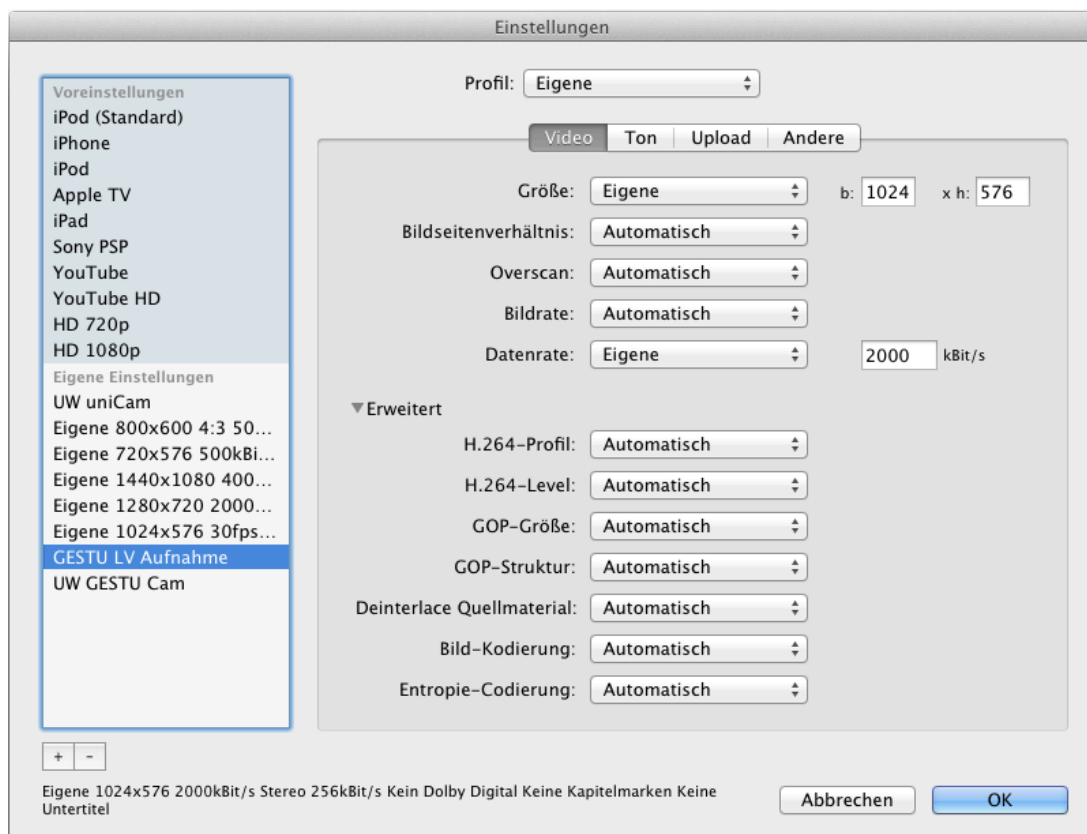 Einstellungen
Voreinstellungen
iPod (Standard)
iPhone
iPod
Apple TV
iPad
Sony PSP
YouTube
YouTube HD
HD 720p
HD 1080p
Eigene Einstellungen
UW uniCam
Eigene 800x600 4:3 50...
Eigene 720x576 500kBi...
Eigene 1440x1080 400...
Eigene 1280x720 2000...
Eigene 1024x576 30fps...
GESTU LV Aufnahme
UW GESTU Cam
+ -
Profil: Eigene
Video Ton Upload Andere
Größe: Eigene b: 1024 x h: 576
Bildseitenverhältnis: Automatisch
Overscan: Automatisch
Bildrate: Automatisch
Datenrate: Eigene 2000 kBit/s
Erweitert
H.264-Profil: Automatisch
H.264-Level: Automatisch
GOP-Größe: Automatisch
GOP-Struktur: Automatisch
Deinterlace Quellmaterial: Automatisch
Bild-Kodierung: Automatisch
Entropie-Codierung: Automatisch
Eigene 1024x576 2000kBit/s Stereo 256kBit/s Kein Dolby Digital Keine Kapitelmarken Keine
Untertitel
Abbrechen OK